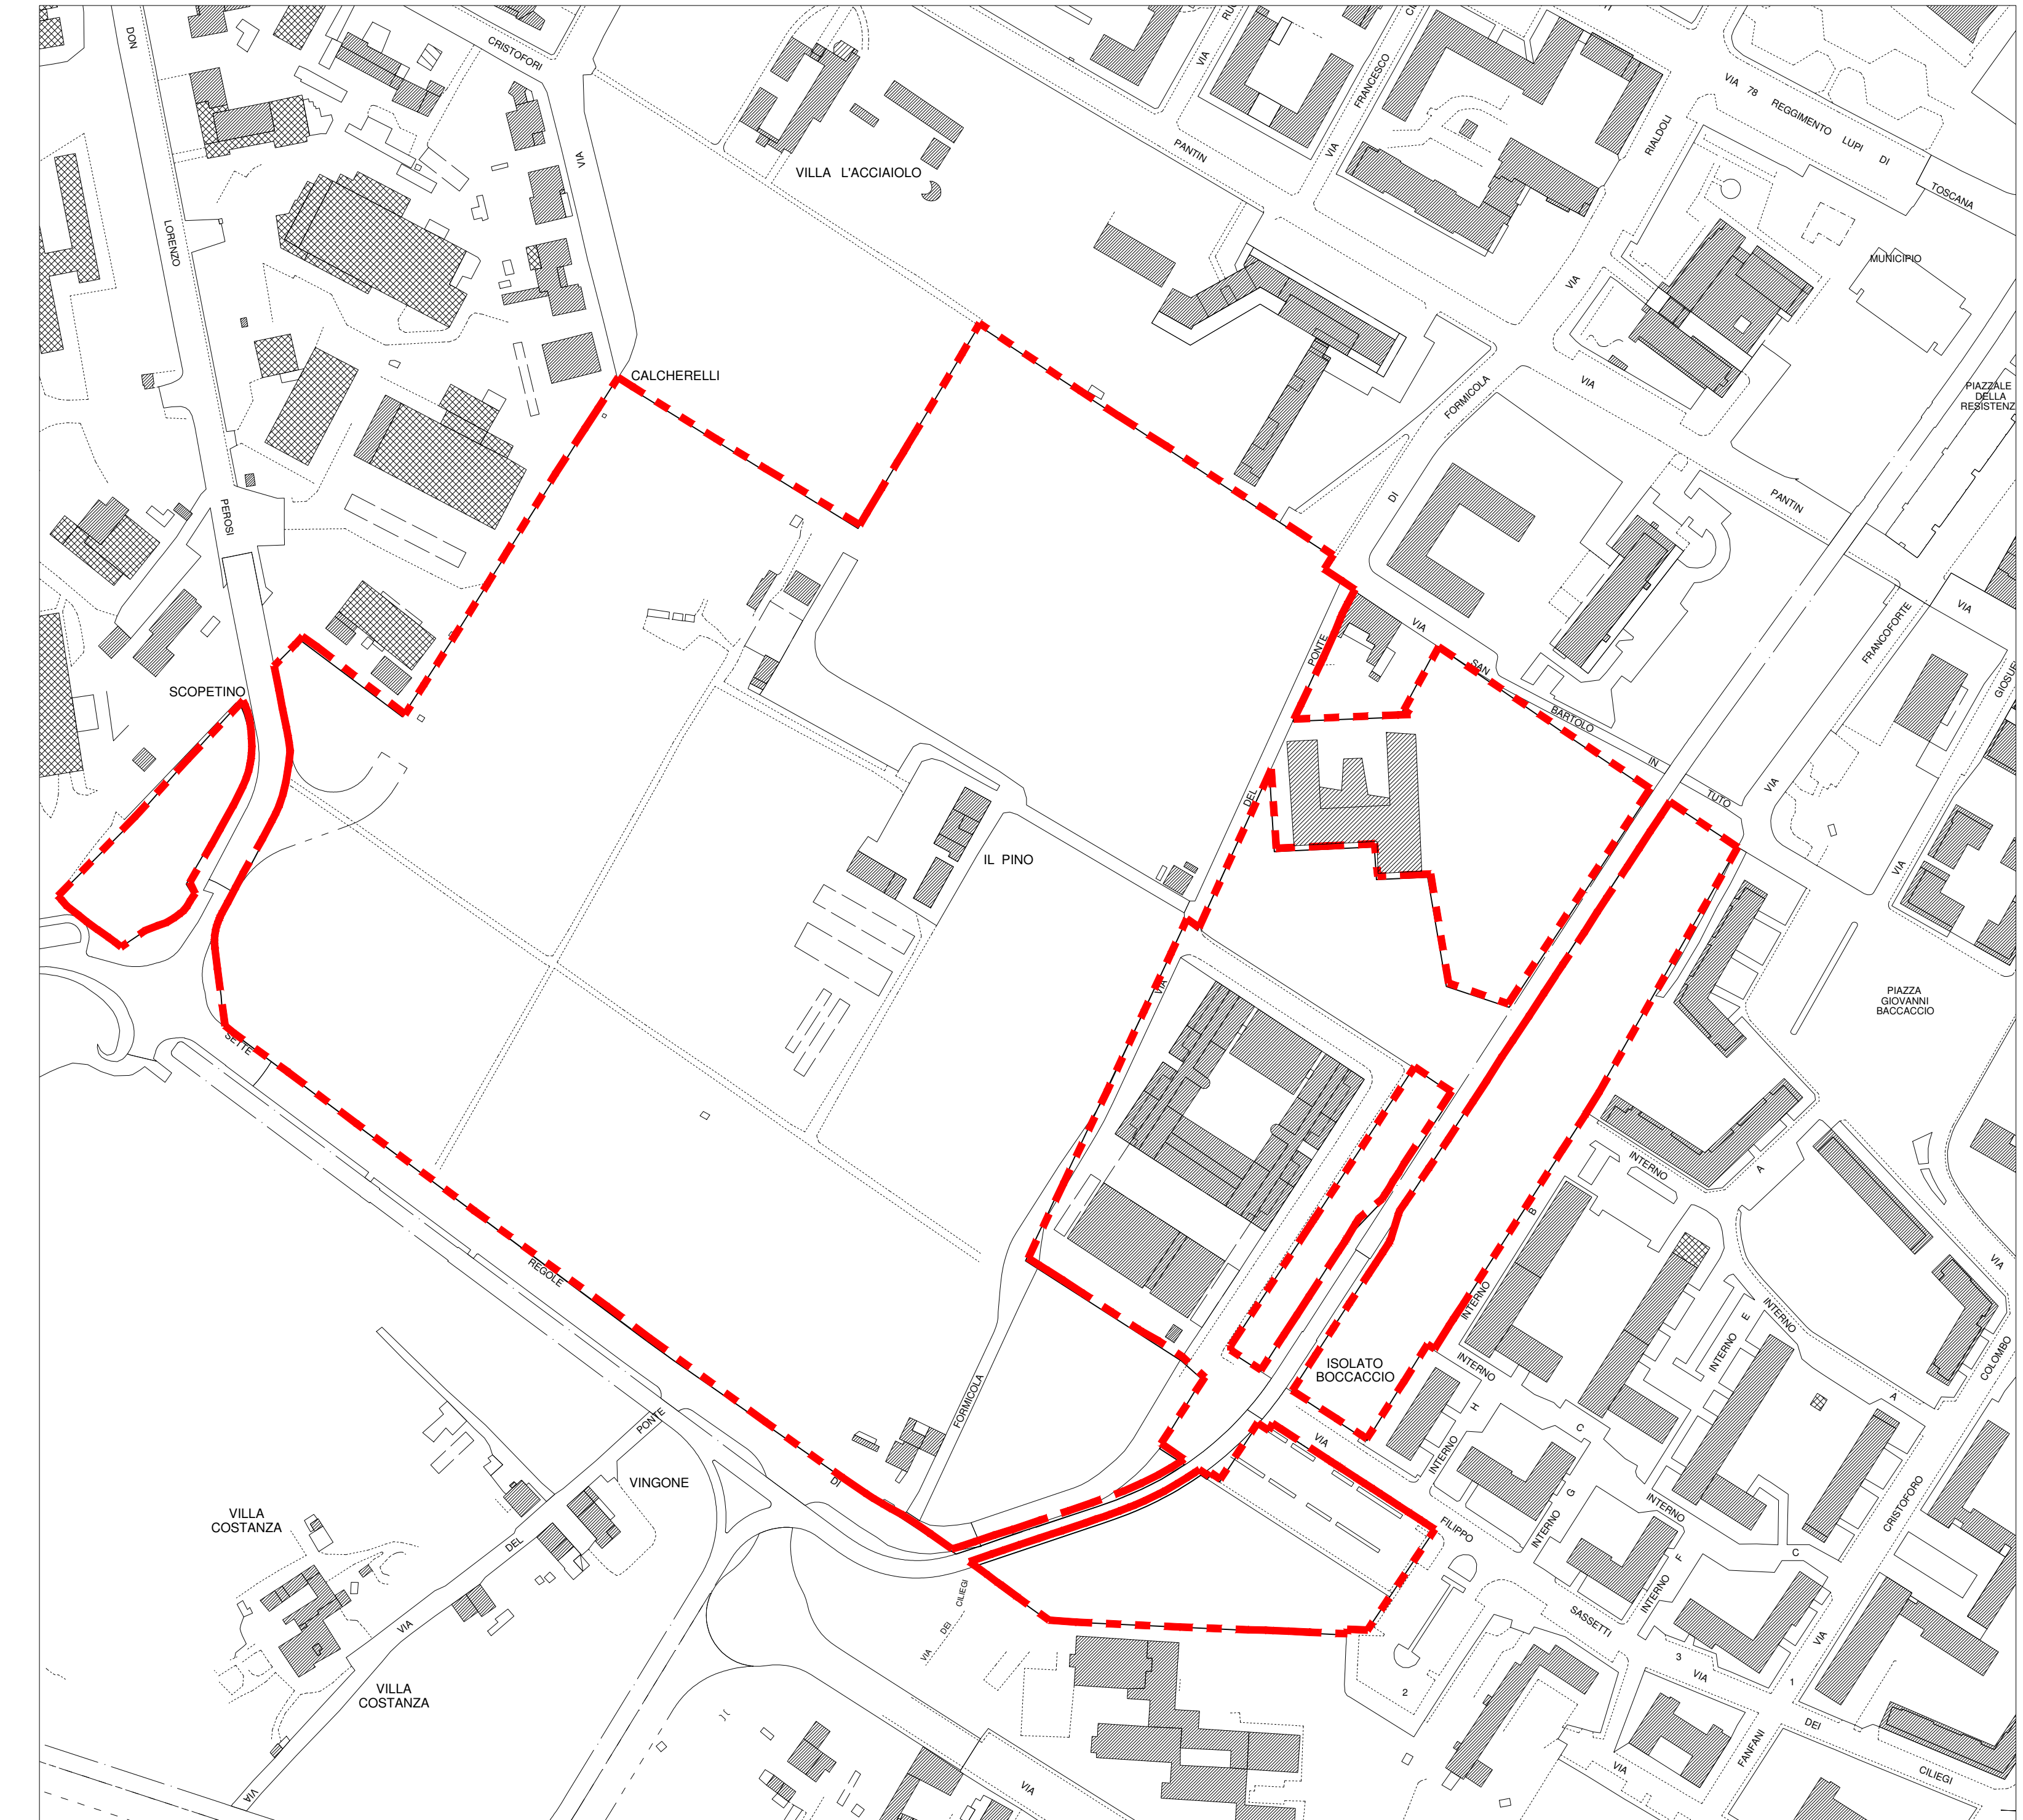 DON
CRISTOFORI
VIA
VILLA L'ACCIAIOLO
PANTIN
VIA
FRANCESCO
VIA
RIALDOLI
VIA
VIA 78 REGGIMENTO LUPI DI
TOSCANA
MUNICIPIO
LORENZO
CALCHERELLI
FORMICOLA
VIA
PIAZZALE
DELLA
RESISTENZ
DI
PANTIN
PEROSI
PONTE
VIA
SAN
BARTOLO
IN
TUTO
FRANCOFORTE
VIA
VIA
GIOSUE
VIA
SCOPETINO
DEL
IL PINO
VIA
SETTE
PIAZZA
GIOVANNI
BACCACCIO
INTERNO
A
B
INTERNO
REGOLE
INTERNO
E
INTERNO
VIA
COLOMBO
A
ISOLATO
BOCCACCIO
INTERNO
H
C
VIA
INTERNO
FORMICOLA
PONTE
DI
VINGONE
VILLA
COSTANZA
DEL
VIA
CILIEGI
DEI
VIA
FILIPPO
INTERNO
G
INTERNO
C
CRISTOFORO
INTERNO
F
SASSETTI
VIA
3
VIA
1
2
VILLA
COSTANZA
VIA
VIA
FANFANI
DEI
CILIEGI
VIA